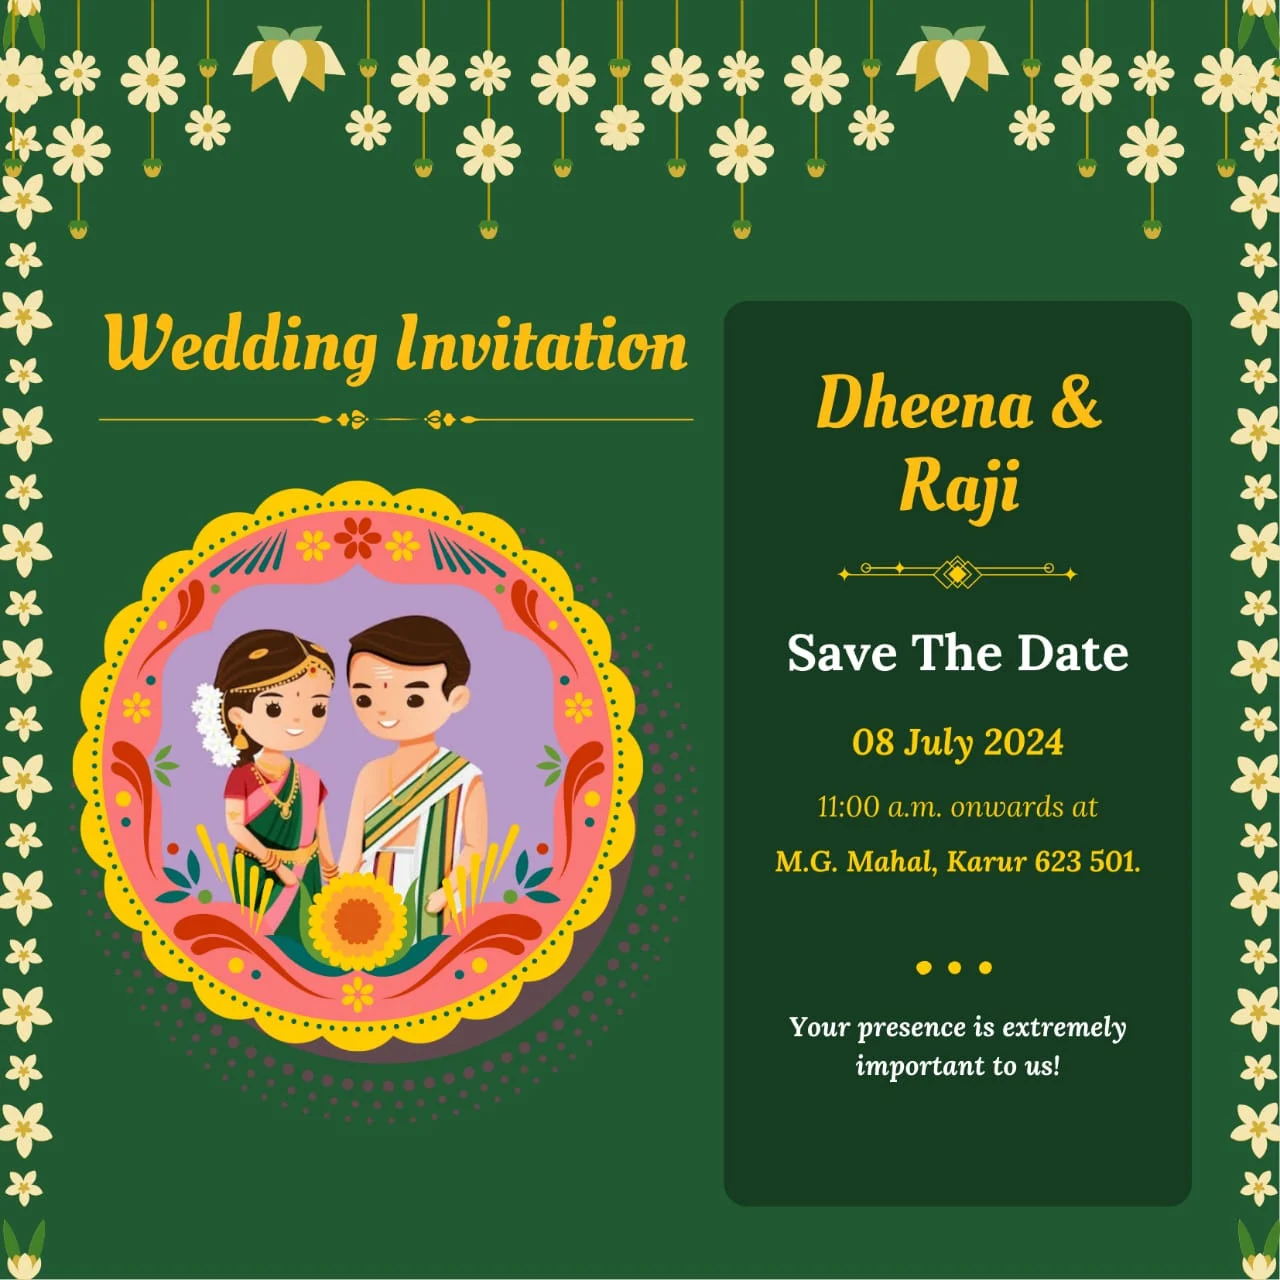 Wedding Invitation
Dheena &
Raji
Save The Date
08 July 2024
11:00 a.m. onwards at
M.G. Mahal, Karur 623 501.
Your presence is extremely
important to us!